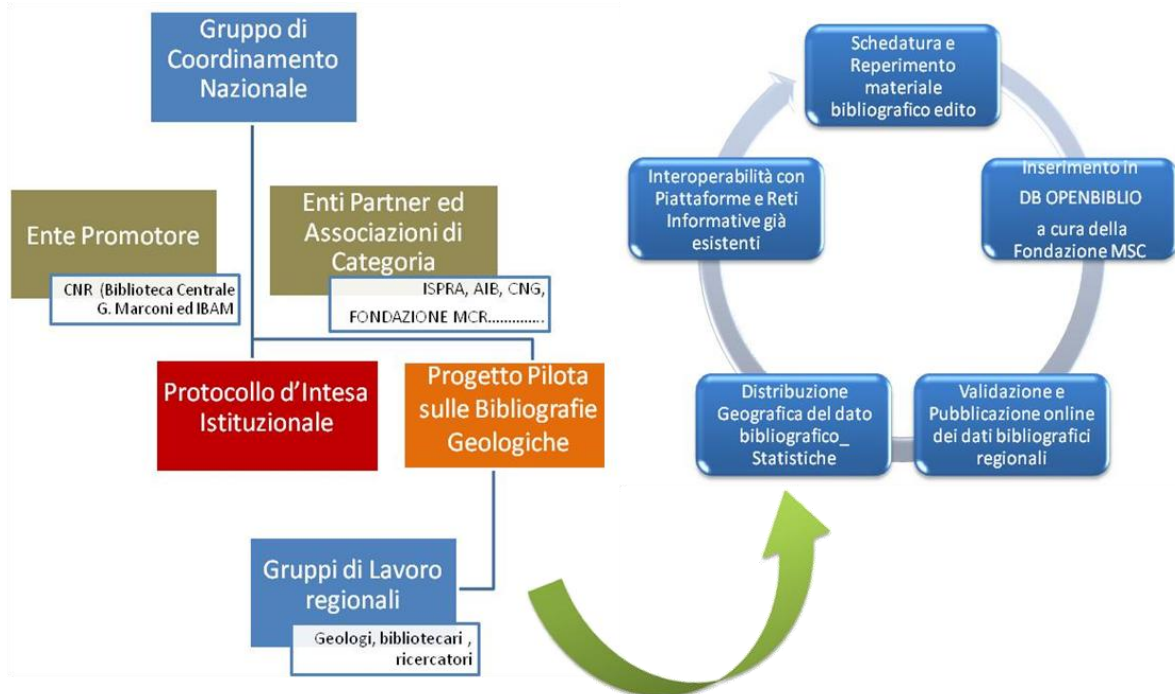 Gruppo di
Coordinamento
Nazionale
Ente Promotore
CNR (Biblioteca Centrale
G. Marconi ed IBAM
Enti Partner ed
Associazioni di
Categoria
ISPRA, AIB, CNG,
FONDAZIONE MCR.............
Protocollo d'Intesa
Istituzionale
Progetto Pilota
sulle Bibliografie
Geologiche
Gruppi di Lavoro
regionali
Geologi, bibliotecari ,
ricercatori
Schedatura e
Reperimento
materiale
bibliografico edito
Inserimento in
DB OPENBIBLIO
a cura della
Fondazione MSC
Validazione e
Pubblicazione online
dei dati bibliografici
regionali
Distribuzione
Geografica del dato
bibliografico_
Statistiche
Interoperabilità con
Piattaforme e Reti
Informative già
esistenti